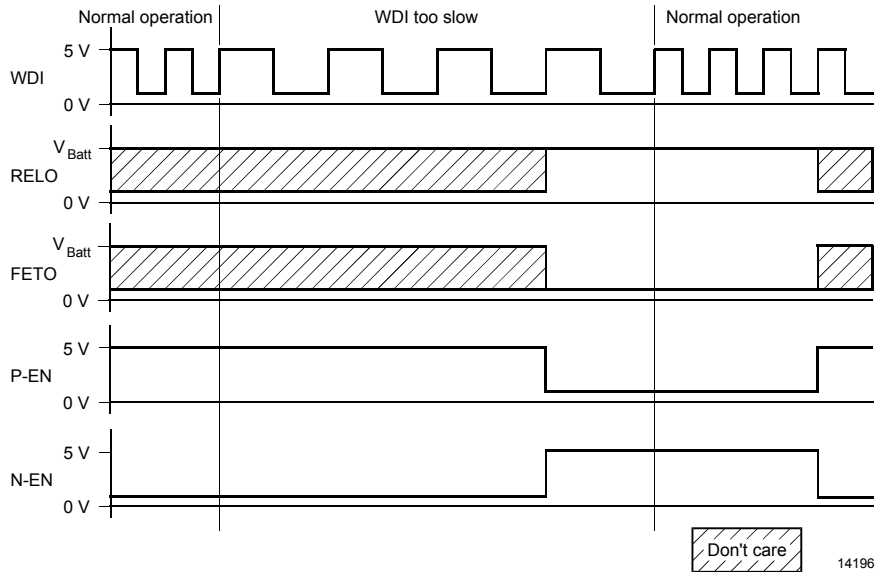 Normal operation WDI too slow Normal operation
5 V
WDI
0 V
V Batt
RELO
0 V
V Batt
FETO
0 V
5 V
P-EN
0 V
5 V
N-EN
0 V
Don't care
14196